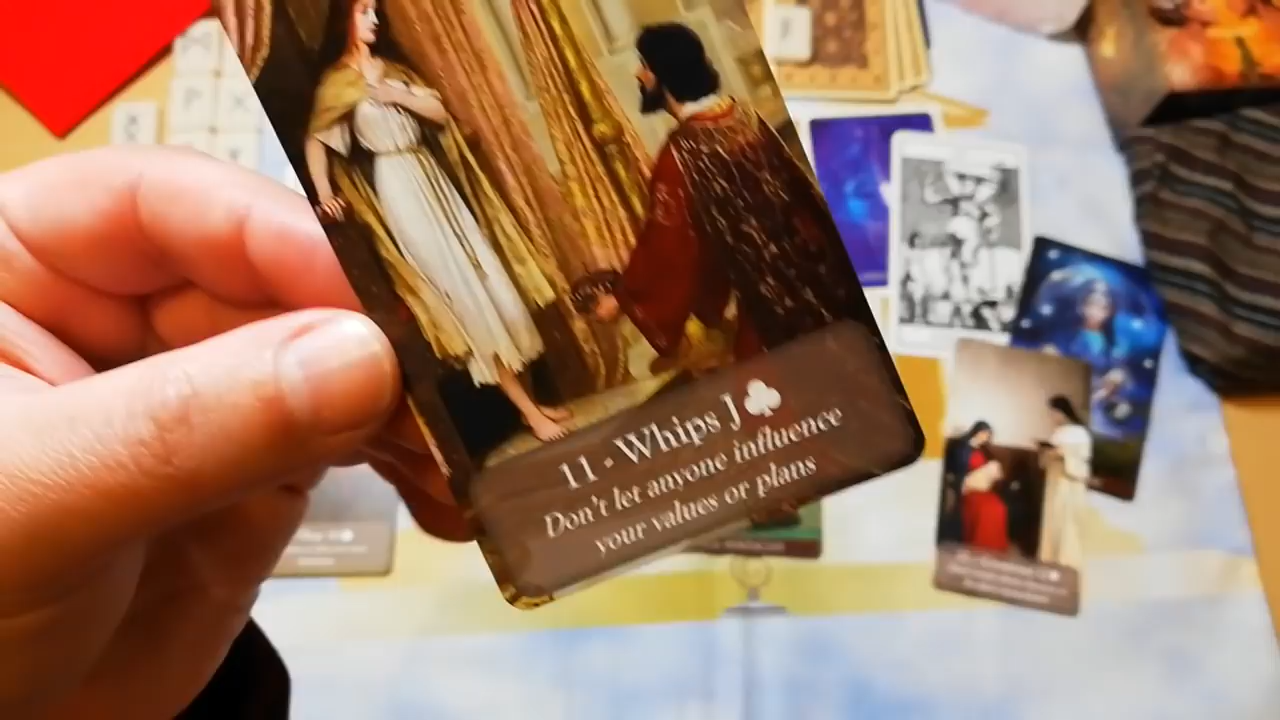 11 · Whips J♣
Don't let anyone influence
your values or plans